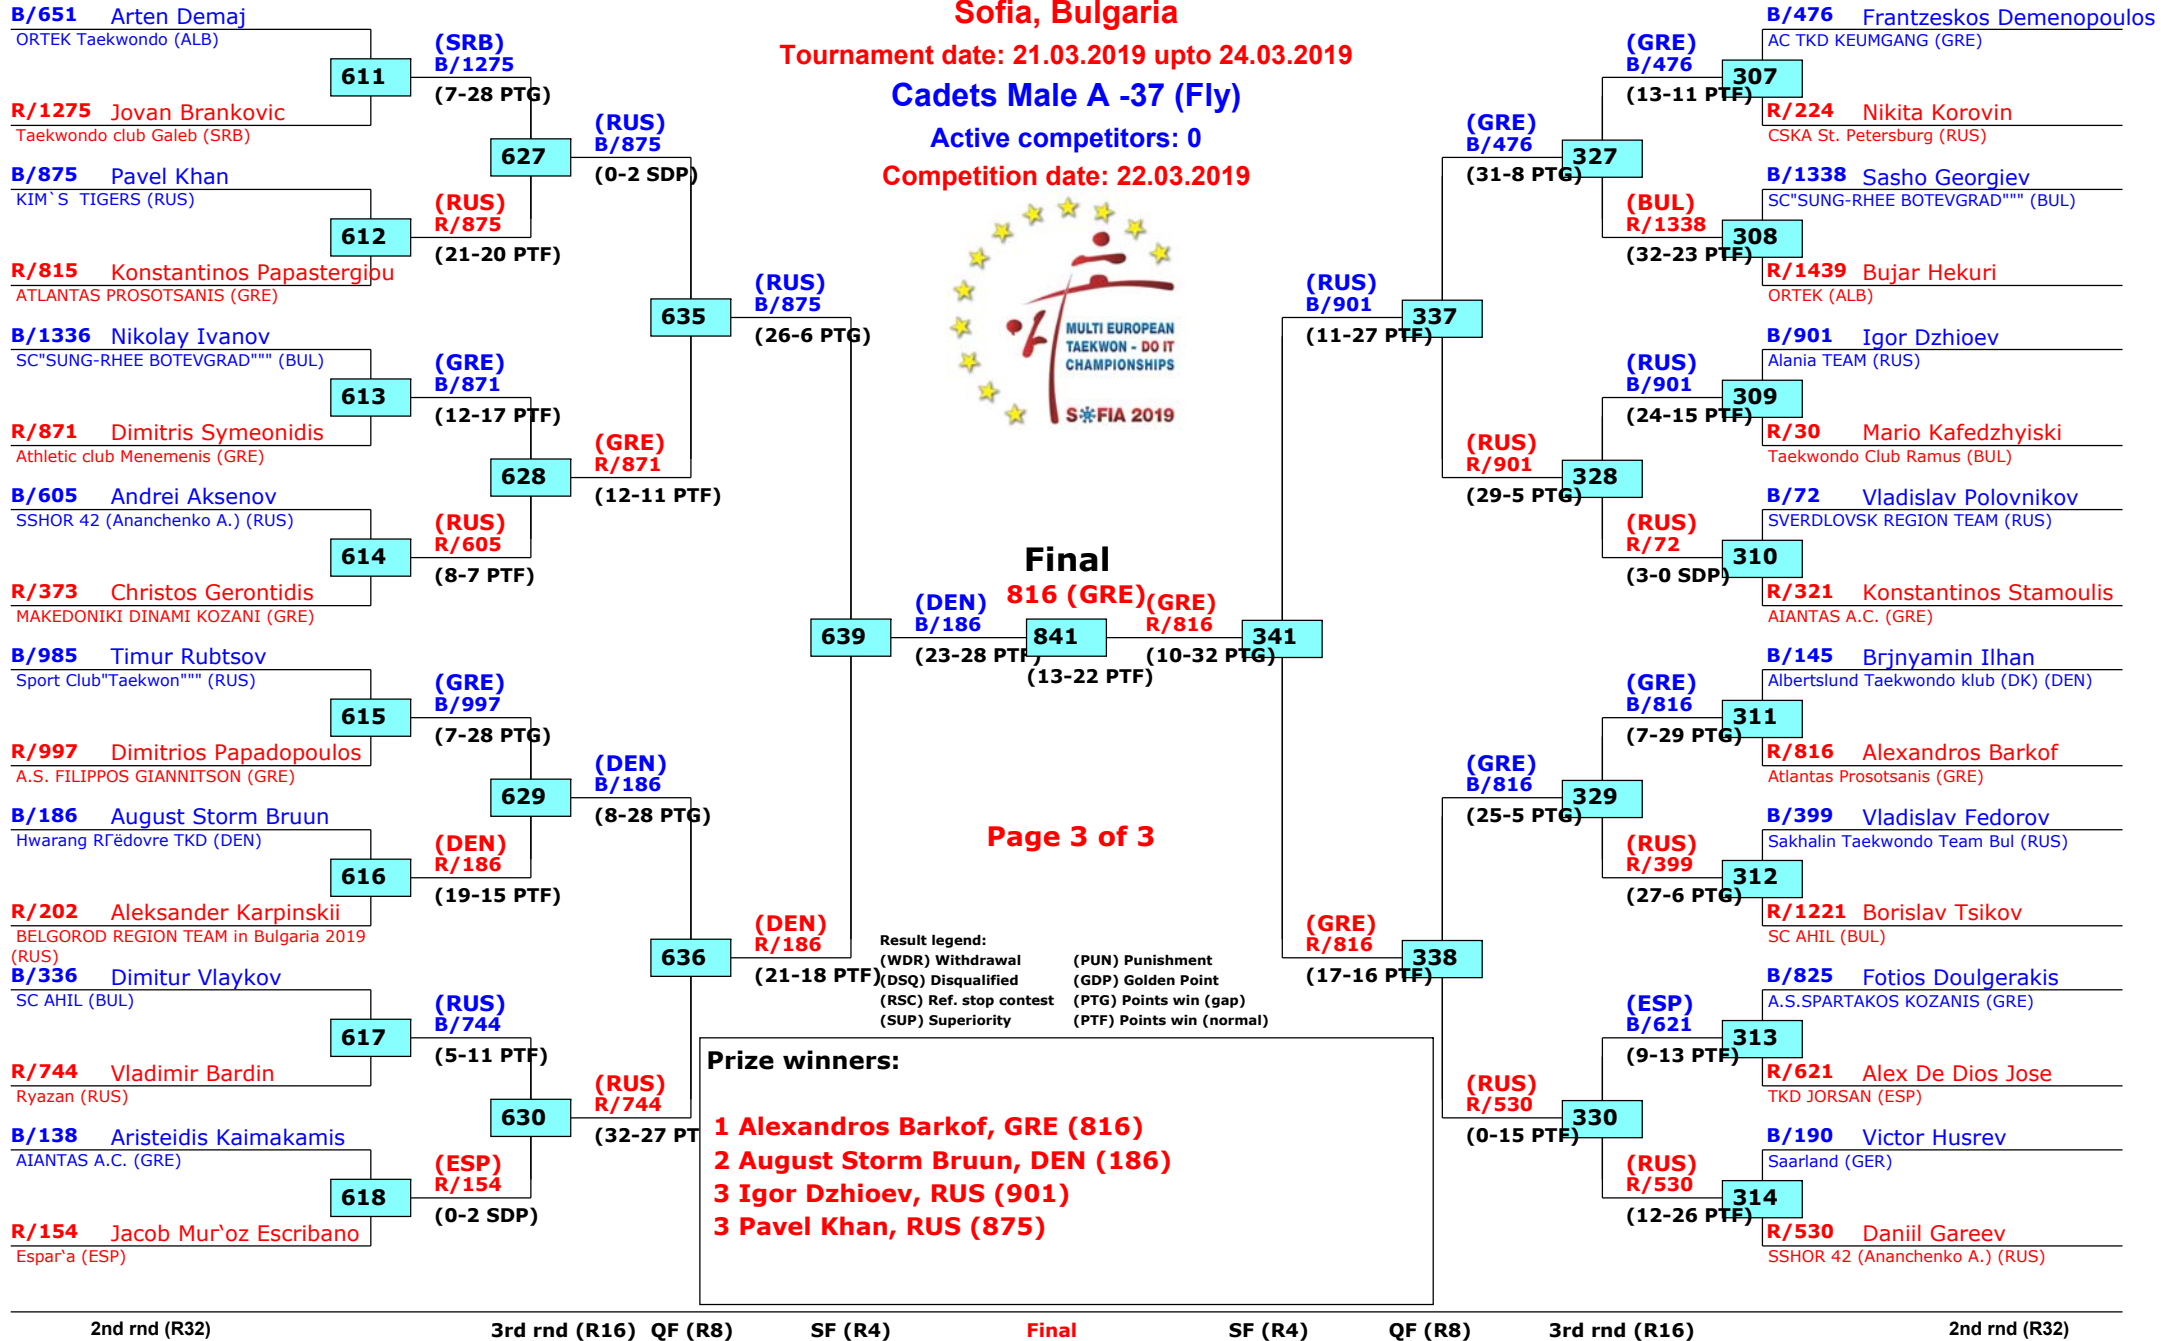 Sofia, Bulgaria
Tournament date: 21.03.2019 upto 24.03.2019
Cadets Male A -37 (Fly)
Active competitors: 0
Competition date: 22.03.2019
MULTI EUROPEAN
TAEKWON - DO IT
CHAMPIONSHIPS
S FIA 2019
B/651 Arten Demaj
ORTEK Taekwondo (ALB)
611
R/1275 Jovan Brankovic
Taekwondo club Galeb (SRB)
B/875 Pavel Khan
KIM`S TIGERS (RUS)
612
R/815 Konstantinos Papastergiou
ATLANTAS PROSOTSANIS (GRE)
B/1336 Nikolay Ivanov
SC"SUNG-RHEE BOTEVGRAD""" (BUL)
613
R/871 Dimitris Symeonidis
Athletic club Menemenis (GRE)
B/605 Andrei Aksenov
SSHOR 42 (Ananchenko A.) (RUS)
614
R/373 Christos Gerontidis
MAKEDONIKI DINAMI KOZANI (GRE)
B/985 Timur Rubtsov
Sport Club"Taekwon""" (RUS)
615
R/997 Dimitrios Papadopoulos
A.S. FILIPPOS GIANNITSON (GRE)
B/186 August Storm Bruun
Hwarang RГëdovre TKD (DEN)
616
R/202 Aleksander Karpinskii
BELGOROD REGION TEAM in Bulgaria 2019
(RUS)
B/336 Dimitur Vlaykov
SC AHIL (BUL)
617
R/744 Vladimir Bardin
Ryazan (RUS)
B/138 Aristeidis Kaimakamis
AIANTAS A.C. (GRE)
618
R/154 Jacob Mur'oz Escribano
Espar'a (ESP)
(SRB)
B/1275
(7-28 PTG)
627
(RUS)
R/875
(21-20 PTF)
(GRE)
B/871
(12-17 PTF)
628
(RUS)
R/605
(8-7 PTF)
(GRE)
B/997
(7-28 PTG)
629
(DEN)
R/186
(19-15 PTF)
(RUS)
B/744
(5-11 PTF)
630
(ESP)
R/154
(0-2 SDP)
(RUS)
B/875
(0-2 SDP)
635
(GRE)
R/871
(12-11 PTF)
(DEN)
B/186
(8-28 PTG)
636
(RUS)
R/744
(32-27 PT
(RUS)
B/875
(26-6 PTG)
639
(DEN)
R/186
(21-18 PTF)
Final
816 (GRE)
(DEN)
B/186
(23-28 PTF)
841
(13-22 PTF)
(GRE)
R/816
(10-32 PTG)
341
Page 3 of 3
(RUS)
B/901
(11-27 PTF)
337
(GRE)
R/816
(17-16 PTF)
338
(GRE)
B/476
(31-8 PTG)
327
(RUS)
R/901
(29-5 PTG)
328
(GRE)
B/816
(25-5 PTG)
329
(RUS)
R/530
(0-15 PTF)
330
(GRE)
B/476
(13-11 PTF)
307
(BUL)
R/1338
(32-23 PTF)
308
(RUS)
B/901
(24-15 PTF)
309
(RUS)
R/72
(3-0 SDP)
310
(GRE)
B/816
(7-29 PTG)
311
(RUS)
R/399
(27-6 PTG)
312
(ESP)
B/621
(9-13 PTF)
313
(RUS)
R/530
(12-26 PTF)
314
B/476 Frantzeskos Demenopoulos
AC TKD KEUMGANG (GRE)
R/224 Nikita Korovin
CSKA St. Petersburg (RUS)
B/1338 Sasho Georgiev
SC"SUNG-RHEE BOTEVGRAD""" (BUL)
R/1439 Bujar Hekuri
ORTEK (ALB)
B/901 Igor Dzhioev
Alania TEAM (RUS)
R/30 Mario Kafedzhyiski
Taekwondo Club Ramus (BUL)
B/72 Vladislav Polovnikov
SVERDLOVSK REGION TEAM (RUS)
R/321 Konstantinos Stamoulis
AIANTAS A.C. (GRE)
B/145 Brjnyamin Ilhan
Albertslund Taekwondo klub (DK) (DEN)
R/816 Alexandros Barkof
Atlantas Prosotsanis (GRE)
B/399 Vladislav Fedorov
Sakhalin Taekwondo Team Bul (RUS)
R/1221 Borislav Tsikov
SC AHIL (BUL)
B/825 Fotios Doulgerakis
A.S.SPARTAKOS KOZANIS (GRE)
R/621 Alex De Dios Jose
TKD JORSAN (ESP)
B/190 Victor Husrev
Saarland (GER)
R/530 Daniil Gareev
SSHOR 42 (Ananchenko A.) (RUS)
Result legend:
(WDR) Withdrawal (PUN) Punishment
(DSQ) Disqualified (GDP) Golden Point
(RSC) Ref. stop contest (PTG) Points win (gap)
(SUP) Superiority (PTF) Points win (normal)
Prize winners:
1 Alexandros Barkof, GRE (816)
2 August Storm Bruun, DEN (186)
3 Igor Dzhioev, RUS (901)
3 Pavel Khan, RUS (875)
2nd rnd (R32) 3rd rnd (R16) QF (R8) SF (R4) Final SF (R4) QF (R8) 3rd rnd (R16) 2nd rnd (R32)